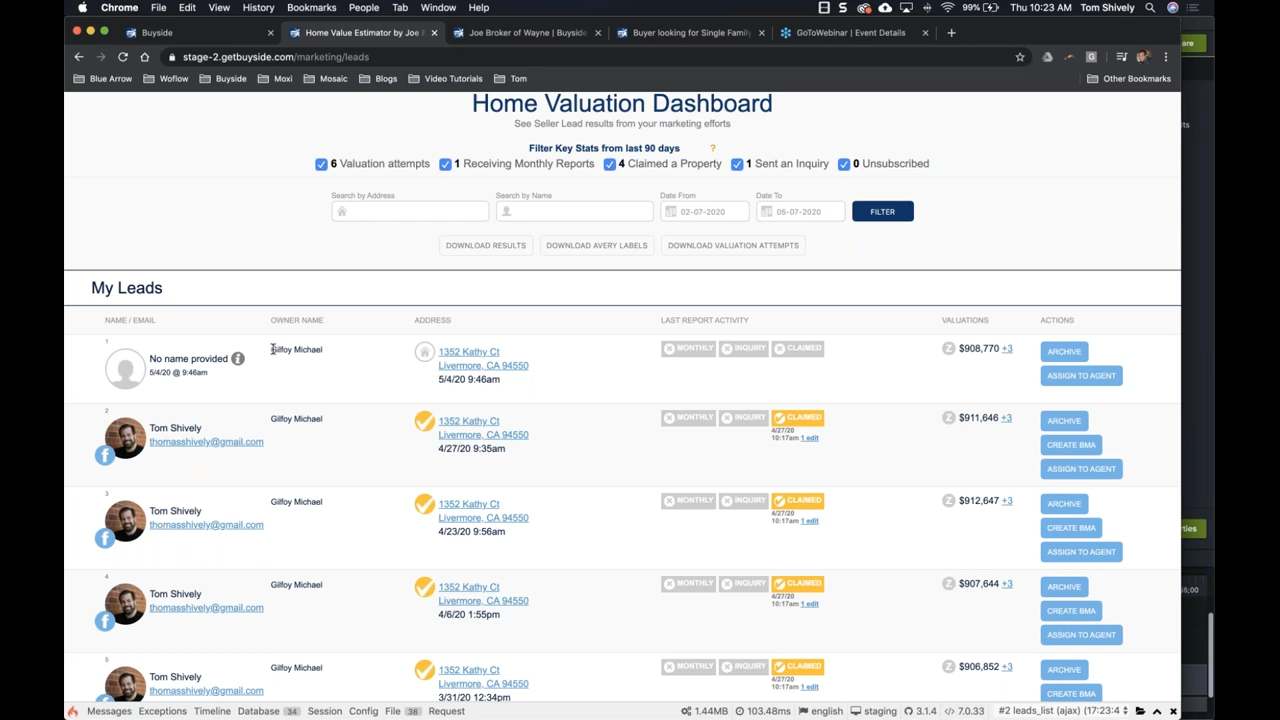 Chrome File Edit View History Bookmarks People Tab Window Help 99% Thu 10:23 AM Tom Shively
Buyside Home Value Estimator by Joe B Joe Broker of Wayne | Buyside Buyer looking for Single Family GoToWebinar | Event Details
stage-2.getbuyside.com/marketing/leads
Blue Arrow Woflow Buyside Moxi Mosaic Blogs Video Tutorials Tom Other Bookmarks
Home Valuation Dashboard
See Seller Lead results from your marketing efforts
Filter Key Stats from last 90 days ?
6 Valuation attempts 1 Receiving Monthly Reports 4 Claimed a Property 1 Sent an Inquiry 0 Unsubscribed
Search by Address Search by Name Date From Date To
02-07-2020 05-07-2020 FILTER
DOWNLOAD RESULTS DOWNLOAD AVERY LABELS DOWNLOAD VALUATION ATTEMPTS
My Leads
NAME / EMAIL OWNER NAME ADDRESS LAST REPORT ACTIVITY VALUATIONS ACTIONS
1
No name provided
5/4/20 @ 9:46am
Gilfoy Michael
1352 Kathy Ct
Livermore, CA 94550
5/4/20 9:46am
MONTHLY INQUIRY CLAIMED
$908,770 +3
ARCHIVE
ASSIGN TO AGENT
2
Tom Shively
thomasshively@gmail.com
Gilfoy Michael
1352 Kathy Ct
Livermore, CA 94550
4/27/20 9:35am
MONTHLY INQUIRY CLAIMED
4/27/20
10:17am 1 edit
$911,646 +3
ARCHIVE
CREATE BMA
ASSIGN TO AGENT
3
Tom Shively
thomasshively@gmail.com
Gilfoy Michael
1352 Kathy Ct
Livermore, CA 94550
4/23/20 9:56am
MONTHLY INQUIRY CLAIMED
4/27/20
10:17am 1 edit
$912,647 +3
ARCHIVE
CREATE BMA
ASSIGN TO AGENT
4
Tom Shively
thomasshively@gmail.com
Gilfoy Michael
1352 Kathy Ct
Livermore, CA 94550
4/6/20 1:55pm
MONTHLY INQUIRY CLAIMED
4/27/20
10:17am 1 edit
$907,644 +3
ARCHIVE
CREATE BMA
ASSIGN TO AGENT
5
Tom Shively
thomasshively@gmail.com
Gilfoy Michael
1352 Kathy Ct
Livermore, CA 94550
3/31/20 12:34pm
MONTHLY INQUIRY CLAIMED
4/27/20
10:17am 1 edit
$906,852 +3
ARCHIVE
CREATE BMA
Messages Exceptions Timeline Database 34 Session Config File 38 Request 1.44MB 103.48ms english staging 3.1.4 7.0.33 #2 leads_list (ajax) (17:23:4